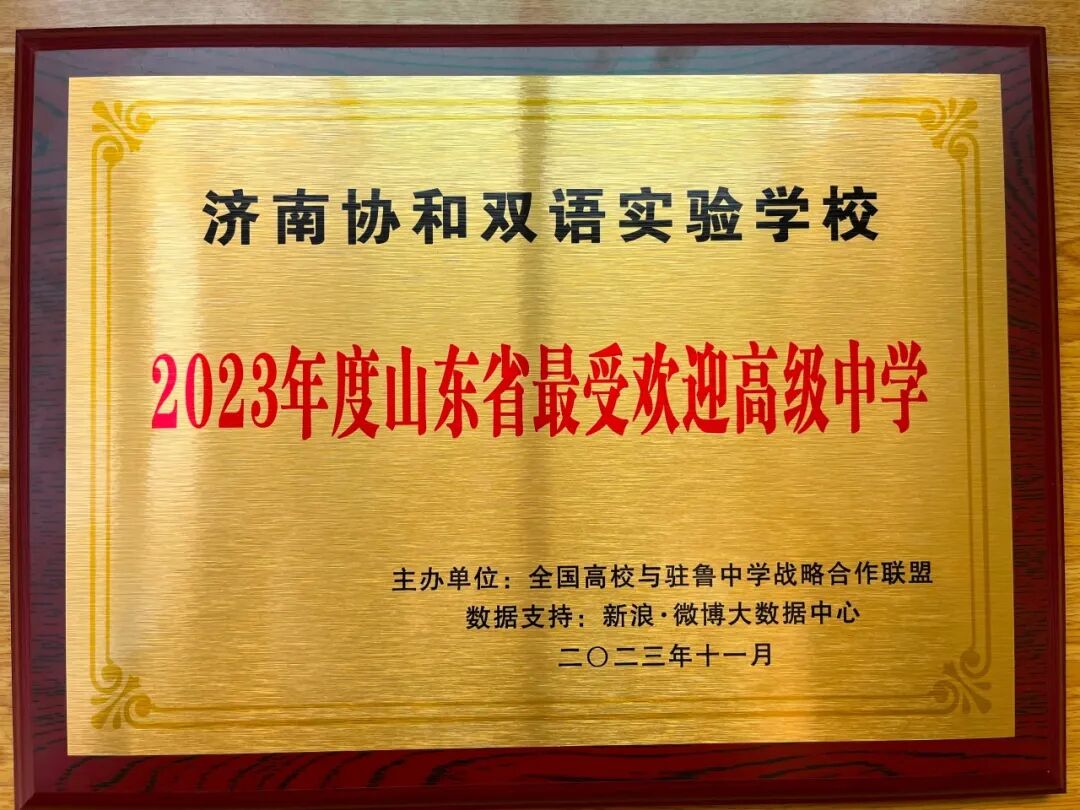 济南协和双语实验学校
2023年度山东省最受欢迎高级中学
主办单位：全国高校与驻鲁中学战略合作联盟
数据支持：新浪·微博大数据中心
二〇二三年十一月